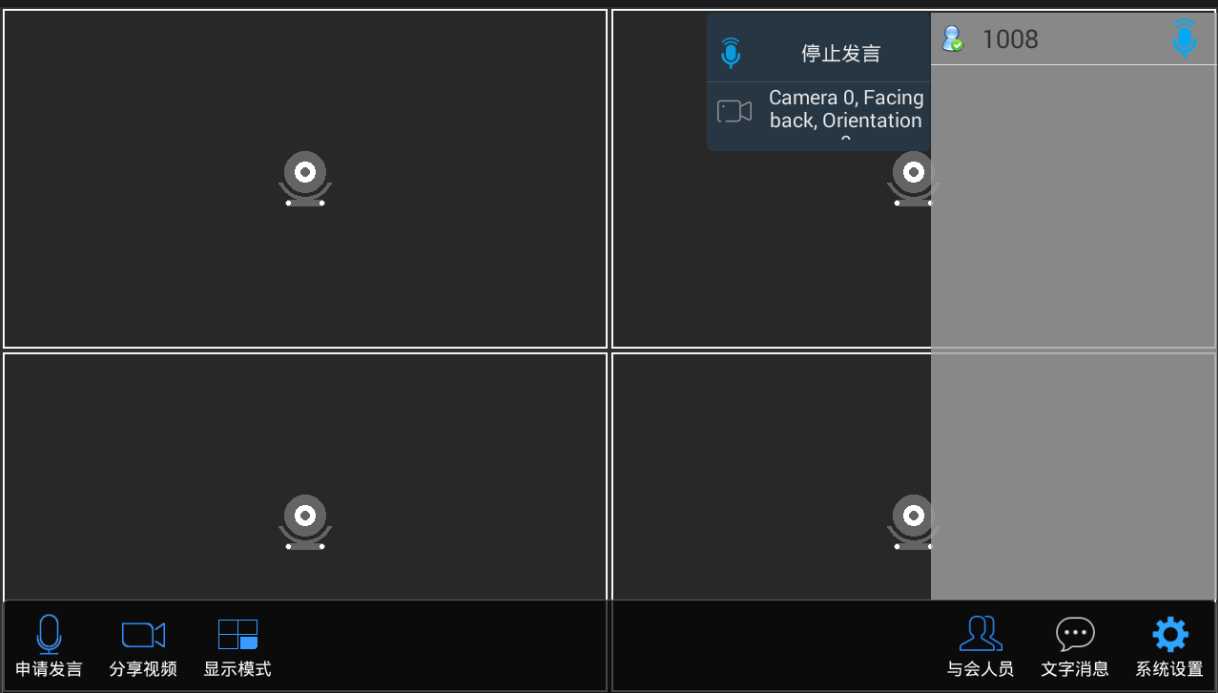 停止发言
1008
Camera 0, Facing
back, Orientation
申请发言
分享视频
显示模式
与会人员
文字消息
系统设置